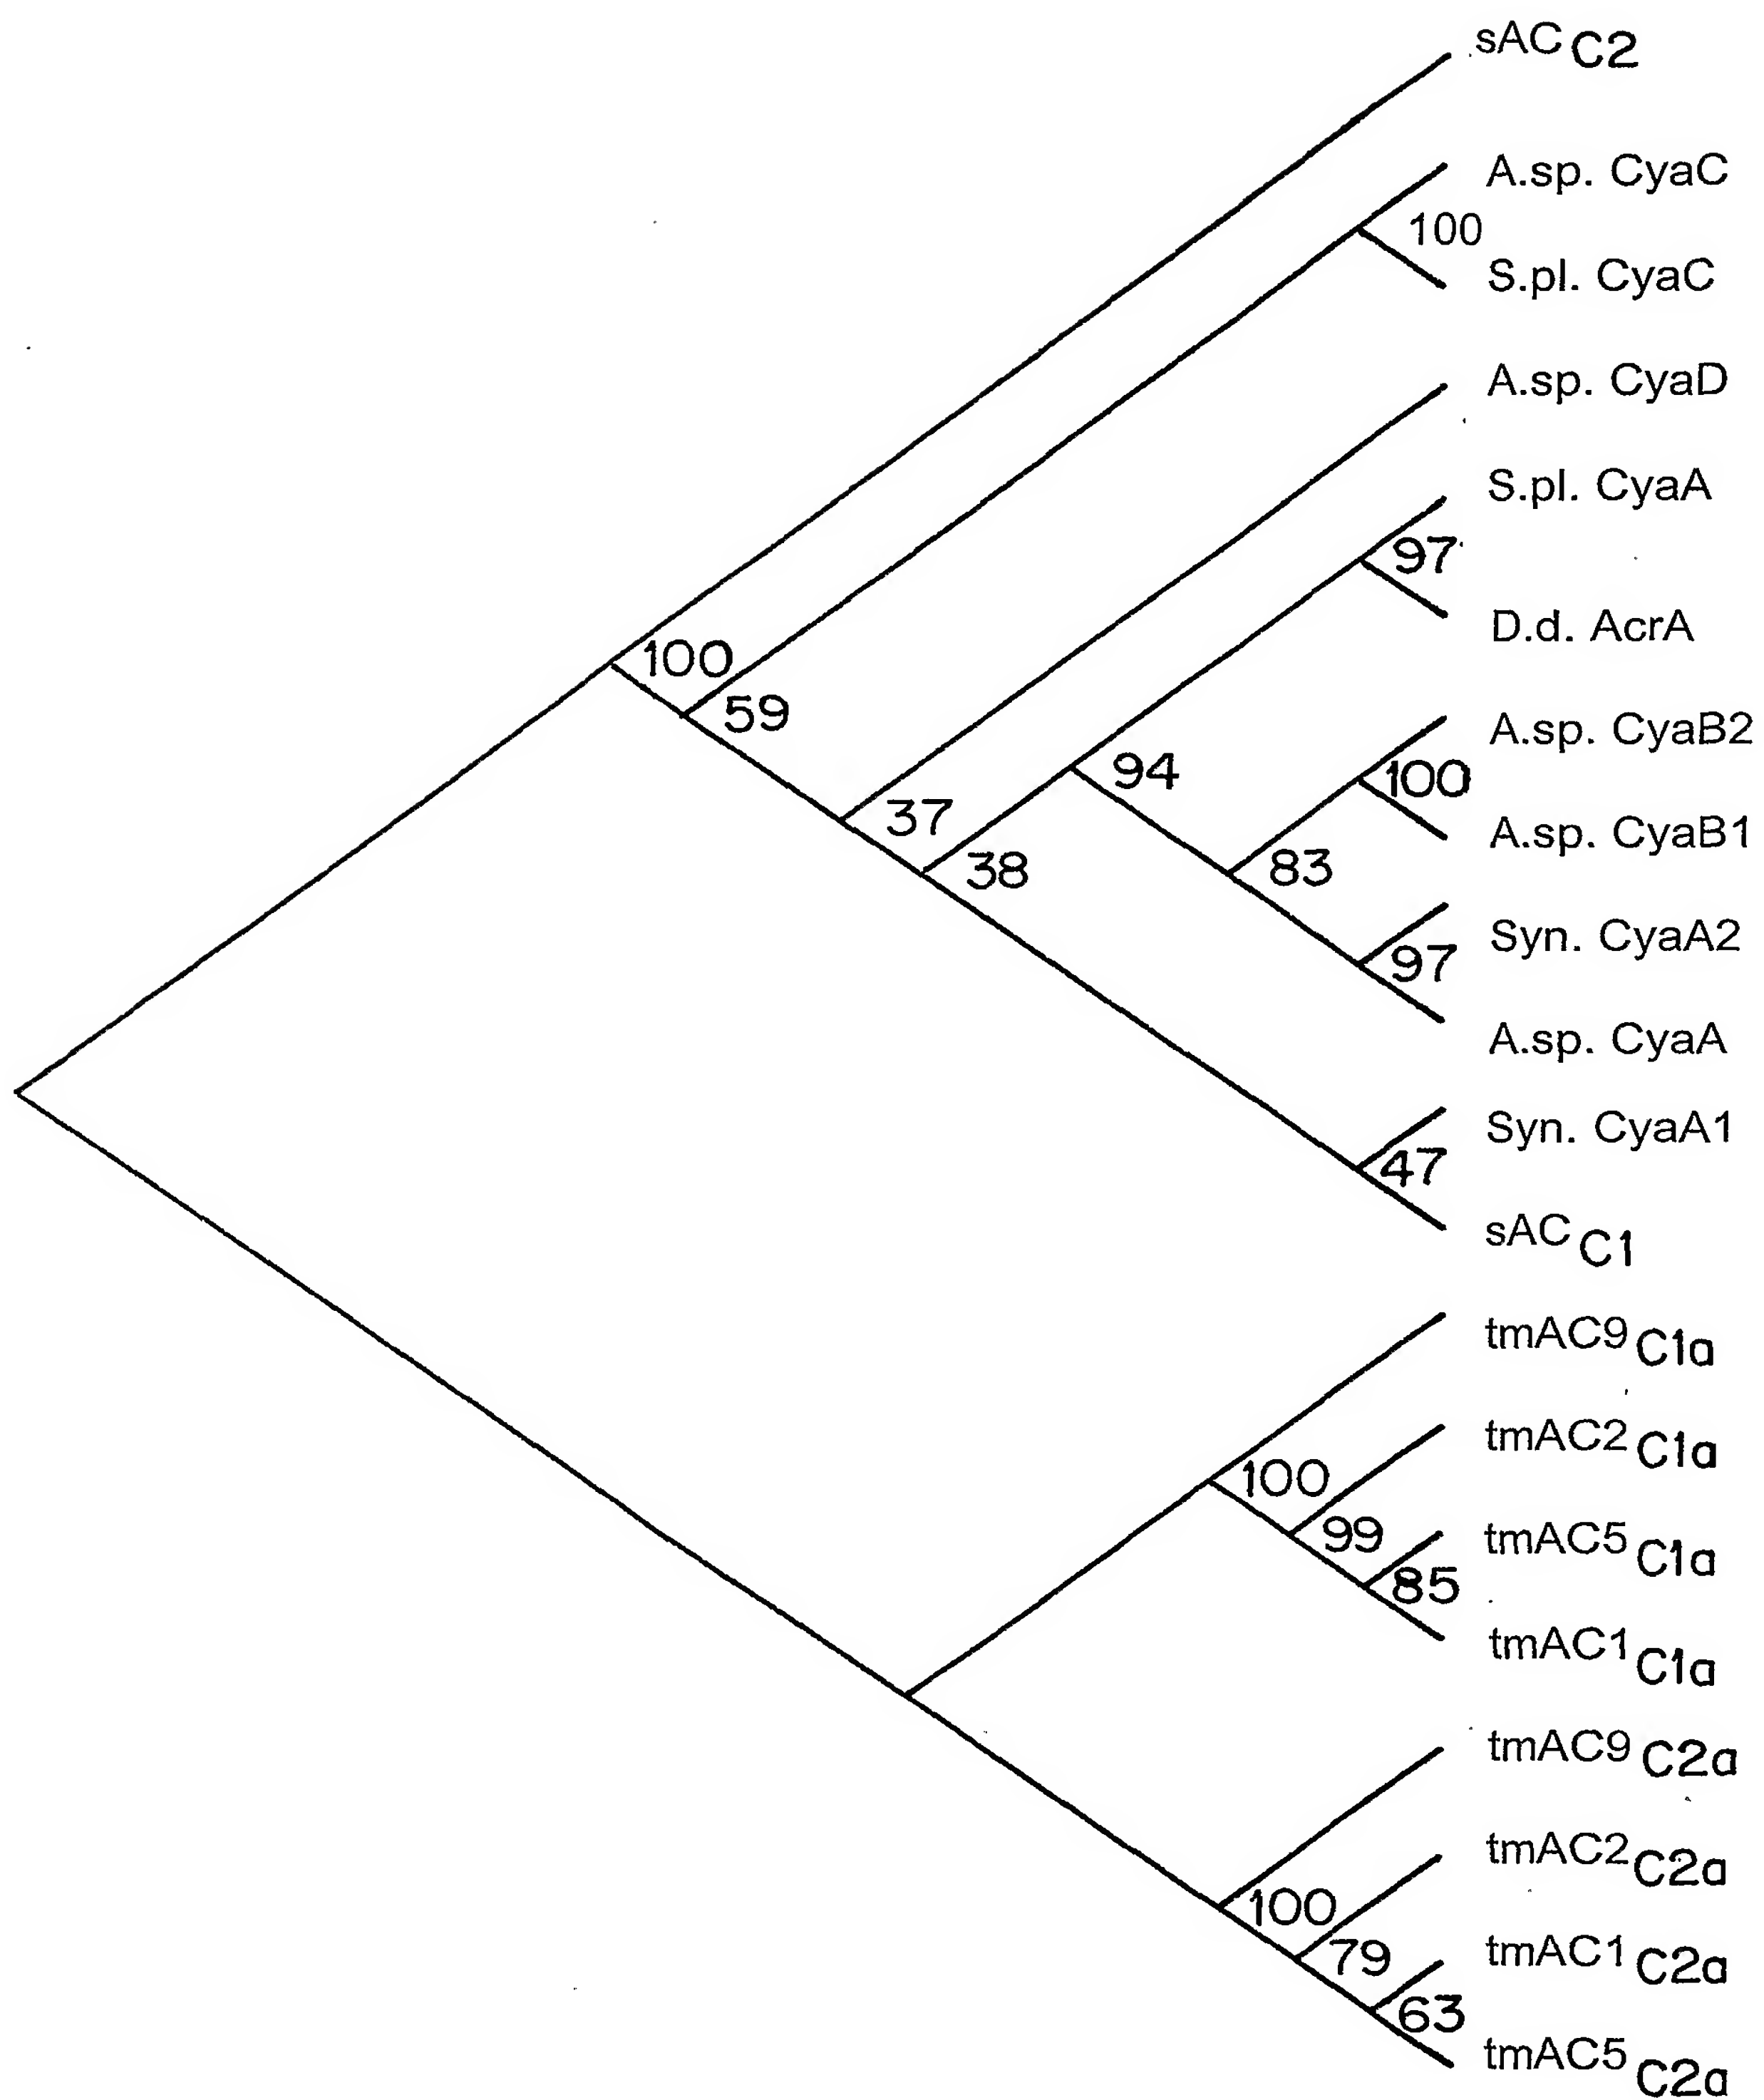 sAC C2
A.sp. CyaC
100
S.pl. CyaC
A.sp. CyaD
S.pl. CyaA
97
D.d. AcrA
100
59
A.sp. CyaB2
94
100
37
A.sp. CyaB1
38
83
Syn. CyaA2
97
A.sp. CyaA
Syn. CyaA1
47
sAC C1
tmAC9 C1a
tmAC2 C1a
100
99
tmAC5 C1a
85
tmAC1 C1a
tmAC9 C2a
tmAC2 C2a
100
79
tmAC1 C2a
63
tmAC5 C2a